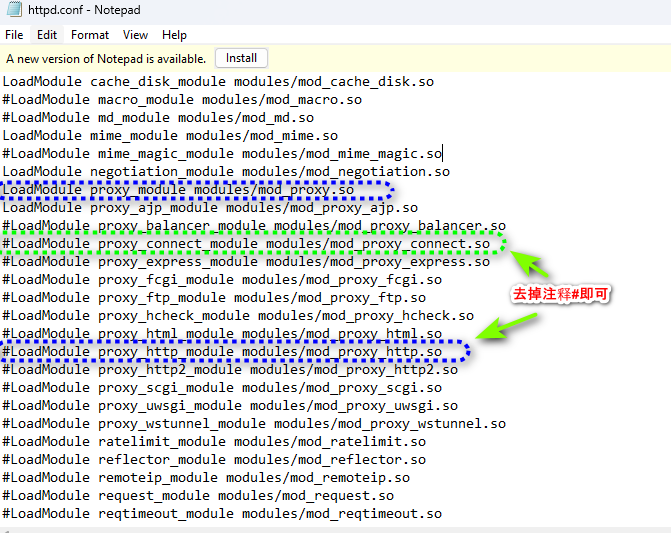 httpd.conf - Notepad
File Edit Format View Help
A new version of Notepad is available. Install
LoadModule cache_disk_module modules/mod_cache_disk.so
#LoadModule macro_module modules/mod_macro.so
#LoadModule md_module modules/mod_md.so
LoadModule mime_module modules/mod_mime.so
#LoadModule mime_magic_module modules/mod_mime_magic.so
LoadModule negotiation_module modules/mod_negotiation.so
LoadModule proxy_module modules/mod_proxy.so
LoadModule proxy_ajp_module modules/mod_proxy_ajp.so
#LoadModule proxy_balancer_module modules/mod_proxy_balancer.so
#LoadModule proxy_connect_module modules/mod_proxy_connect.so
#LoadModule proxy_express_module modules/mod_proxy_express.so
#LoadModule proxy_fcgi_module modules/mod_proxy_fcgi.so
#LoadModule proxy_ftp_module modules/mod_proxy_ftp.so
去掉注释#即可
#LoadModule proxy_hcheck_module modules/mod_proxy_hcheck.so
#LoadModule proxy_html_module modules/mod_proxy_html.so
#LoadModule proxy_http_module modules/mod_proxy_http.so
#LoadModule proxy_http2_module modules/mod_proxy_http2.so
#LoadModule proxy_scgi_module modules/mod_proxy_scgi.so
#LoadModule proxy_uwsgi_module modules/mod_proxy_uwsgi.so
#LoadModule proxy_wstunnel_module modules/mod_proxy_wstunnel.so
#LoadModule ratelimit_module modules/mod_ratelimit.so
#LoadModule reflector_module modules/mod_reflector.so
#LoadModule remoteip_module modules/mod_remoteip.so
#LoadModule request_module modules/mod_request.so
#LoadModule reqtimeout_module modules/mod_reqtimeout.so